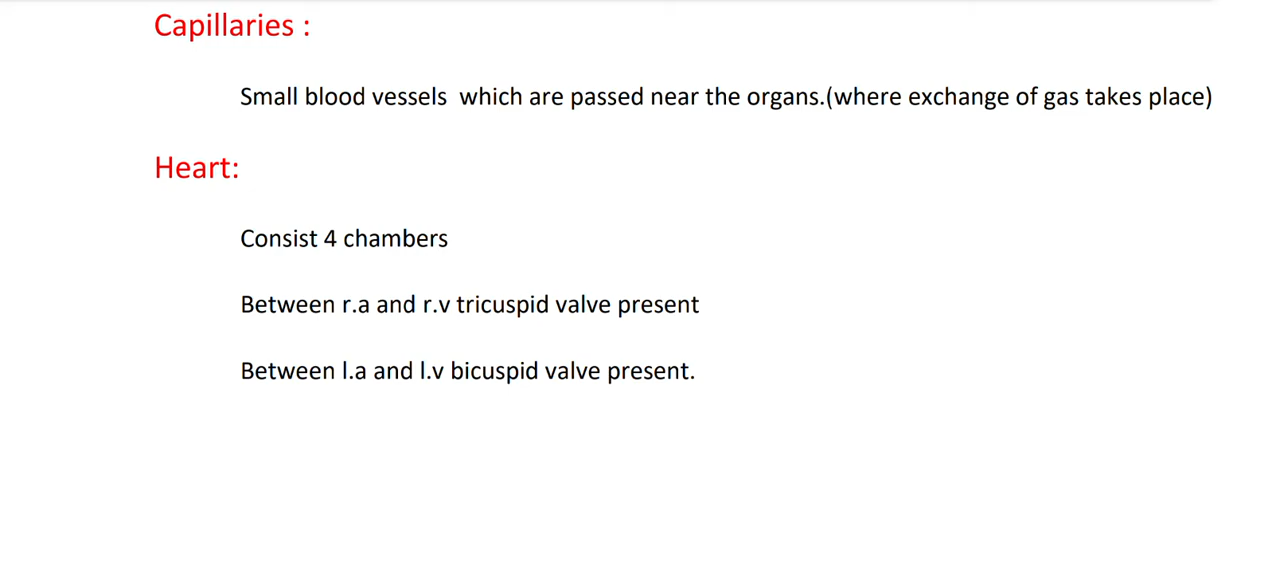 Capillaries :
Small blood vessels  which are passed near the organs.(where exchange of gas takes place)
Heart:
Consist 4 chambers
Between r.a and r.v tricuspid valve present
Between l.a and l.v bicuspid valve present.